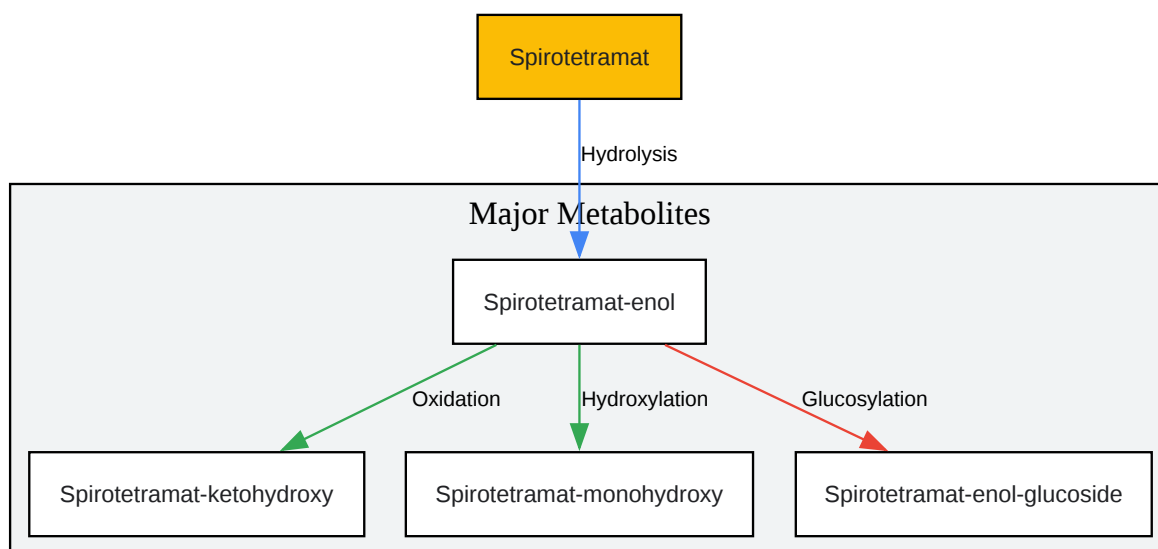 Spirotetramat
Hydrolysis
Major Metabolites
Spirotetramat-enol
Oxidation
Hydroxylation
Glucosylation
Spirotetramat-ketohydroxy
Spirotetramat-monohydroxy
Spirotetramat-enol-glucoside